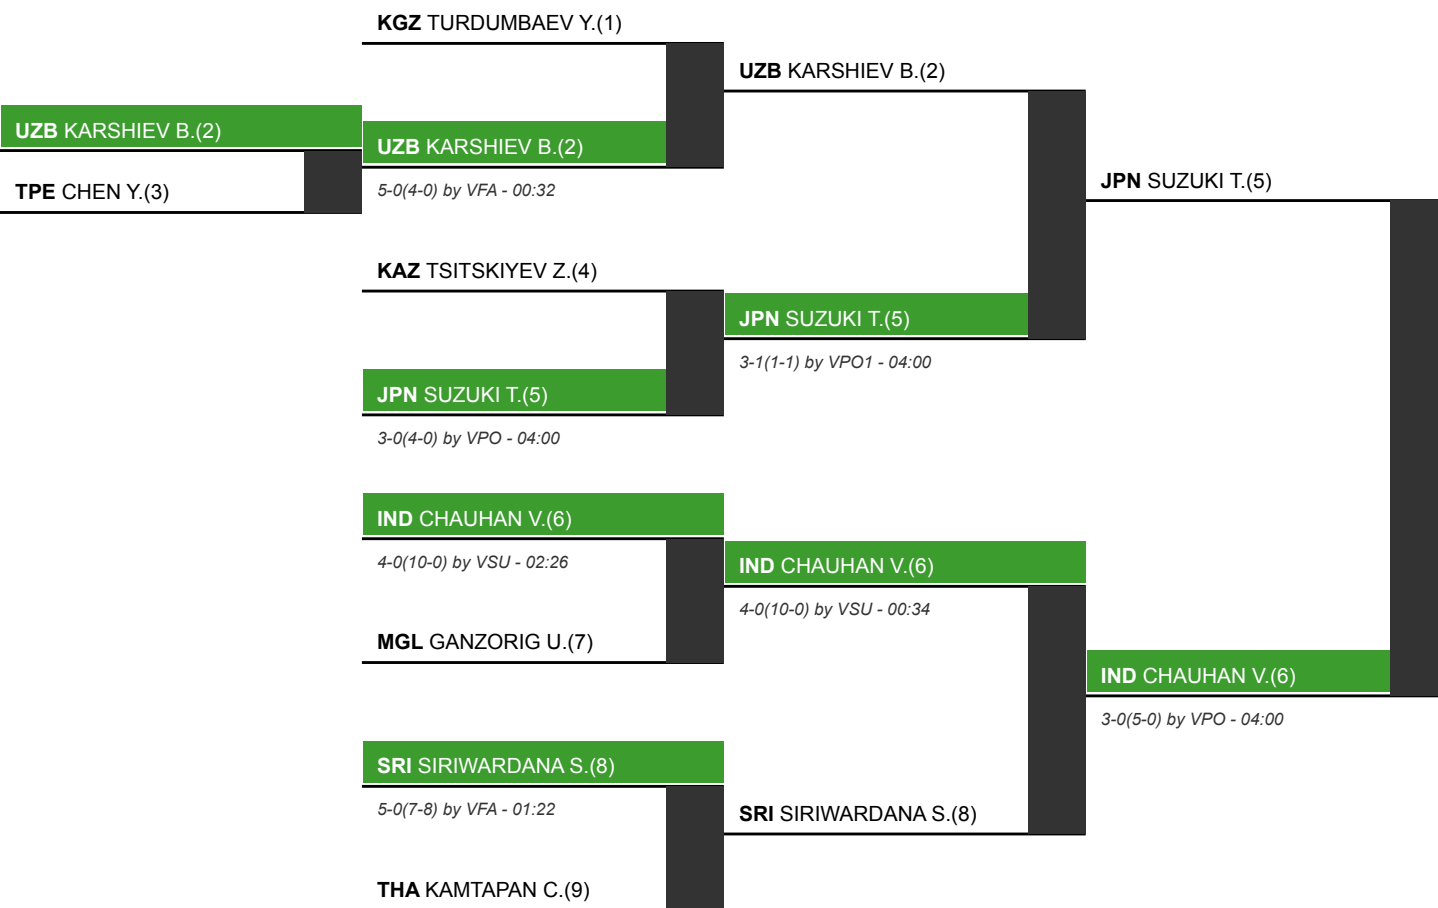 KGZ TURDUMBAEV Y.(1)
UZB KARSHIEV B.(2)
UZB KARSHIEV B.(2)
UZB KARSHIEV B.(2)
5-0(4-0) by VFA - 00:32
TPE CHEN Y.(3)
JPN SUZUKI T.(5)
KAZ TSITSKIYEV Z.(4)
JPN SUZUKI T.(5)
3-1(1-1) by VPO1 - 04:00
JPN SUZUKI T.(5)
3-0(4-0) by VPO - 04:00
IND CHAUHAN V.(6)
4-0(10-0) by VSU - 02:26
IND CHAUHAN V.(6)
4-0(10-0) by VSU - 00:34
MGL GANZORIG U.(7)
IND CHAUHAN V.(6)
3-0(5-0) by VPO - 04:00
SRI SIRIWARDANA S.(8)
5-0(7-8) by VFA - 01:22
SRI SIRIWARDANA S.(8)
THA KAMTAPAN C.(9)